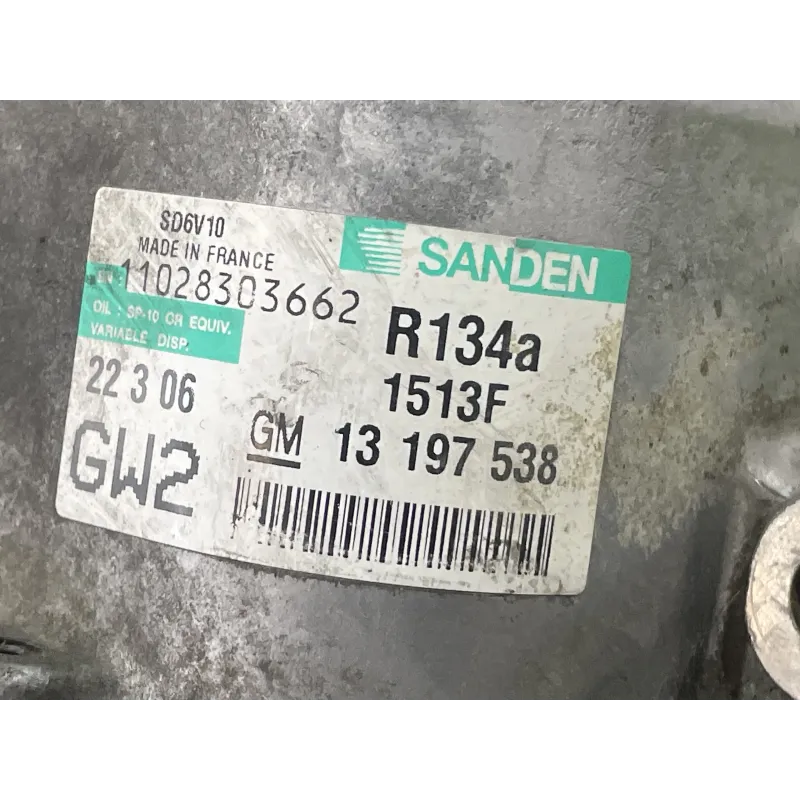 SD6V10
MADE IN FRANCE
SANDEN
11028303662
OIL : SP-10 OR EQUIV.
VARIABLE DISP.
R134a
22 3 06
1513F
GW2
GM 13 197 538